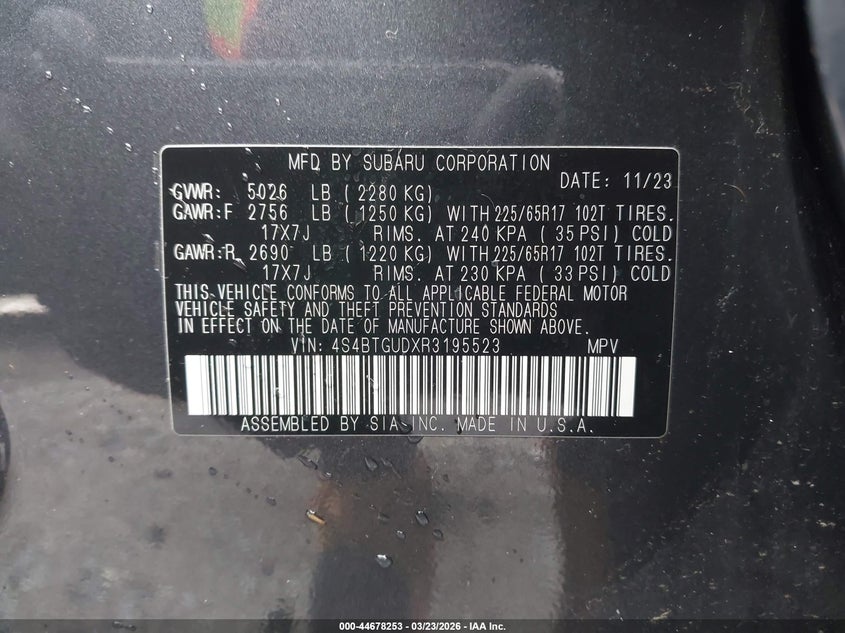 MFD BY SUBARU CORPORATION
DATE: 11/23
GVWR: 5026 LB ( 2280 KG)
GAWR:F 2756 LB ( 1250 KG) WITH 225/65R17 102T TIRES.
17X7J RIMS. AT 240 KPA ( 35 PSI) COLD
GAWR:R 2690 LB ( 1220 KG) WITH 225/65R17 102T TIRES.
17X7J RIMS. AT 230 KPA ( 33 PSI) COLD
THIS VEHICLE CONFORMS TO ALL APPLICABLE FEDERAL MOTOR
VEHICLE SAFETY AND THEFT PREVENTION STANDARDS
IN EFFECT ON THE DATE OF MANUFACTURE SHOWN ABOVE.
VIN: 4S4BTGUDXR3195523 MPV
ASSEMBLED BY SIA INC. MADE IN U.S.A.
000-44678253 - 03/23/2026 - IAA Inc.